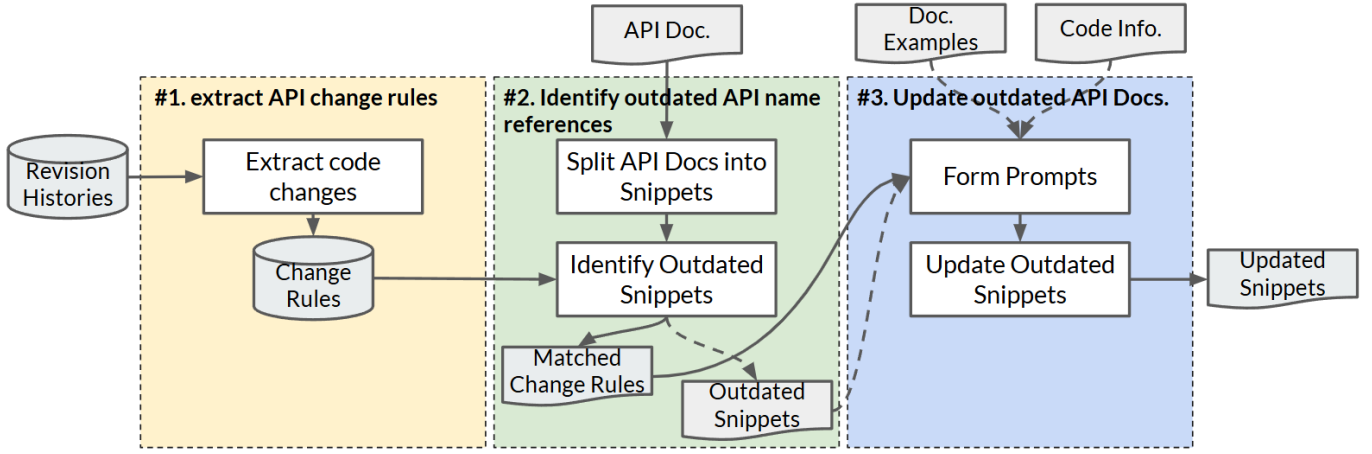 API Doc.
Doc.
Examples
Code Info.
#1. extract API change rules
#2. Identify outdated API name
references
#3. Update outdated API Docs.
Revision
Histories
Extract code
changes
Change
Rules
Split API Docs into
Snippets
Identify Outdated
Snippets
Matched
Change Rules
Outdated
Snippets
Form Prompts
Update Outdated
Snippets
Updated
Snippets